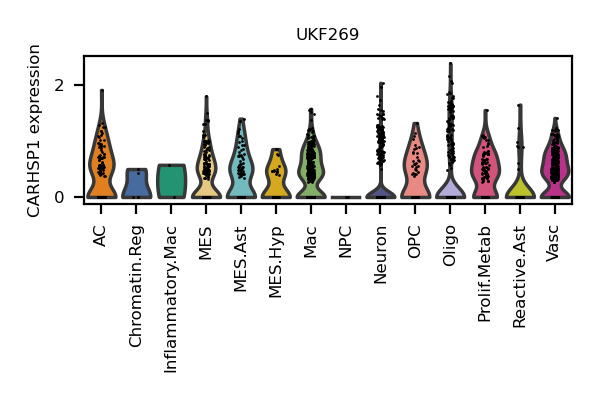 UKF269
CARHSP1 expression
2
0
AC
Chromatin.Reg
Inflammatory.Mac
MES
MES.Ast
MES.Hyp
Mac
NPC
Neuron
OPC
Oligo
Prolif.Metab
Reactive.Ast
Vasc